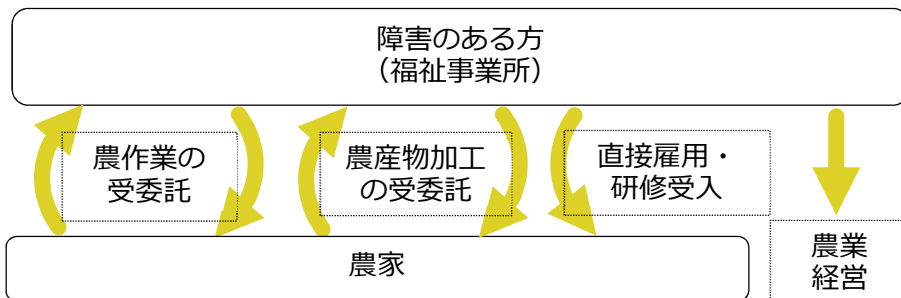 障害のある方
（福祉事業所）
農作業の
受委託
農産物加工
の受委託
直接雇用・
研修受入
農家
農業
経営